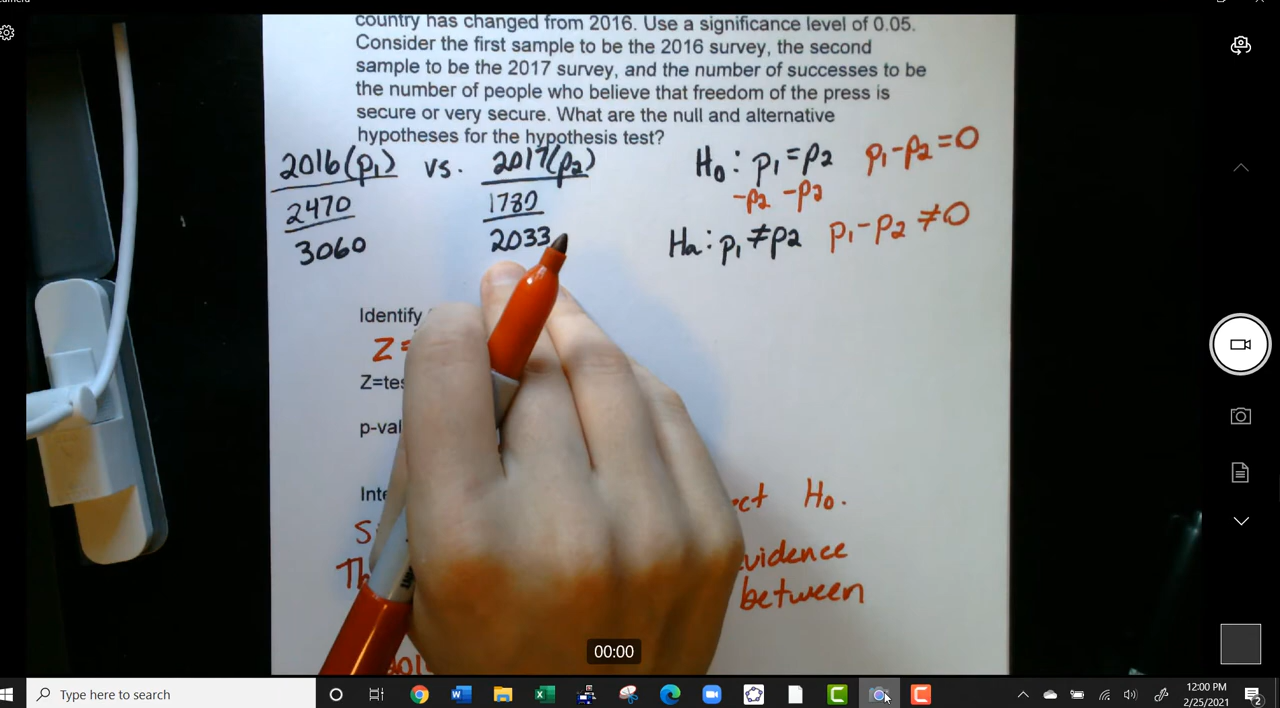 country has changed from 2016. Use a significance level of 0.05.
Consider the first sample to be the 2016 survey, the second
sample to be the 2017 survey, and the number of successes to be
the number of people who believe that freedom of the press is
secure or very secure. What are the null and alternative
hypotheses for the hypothesis test?
2016(p₁) vs. 2017(p₂)
2470
3060
1780
2033
H₀: p₁=p₂ p₁-p₂=0
-p₂ -p₂
Ha: p₁≠p₂ p₁-p₂≠0
Identify
Z=
Z=tes
p-val
Inte
ct H₀.
S
Th
vidence
between
201
00:00
Type here to search
12:00 PM
2/25/2021
2